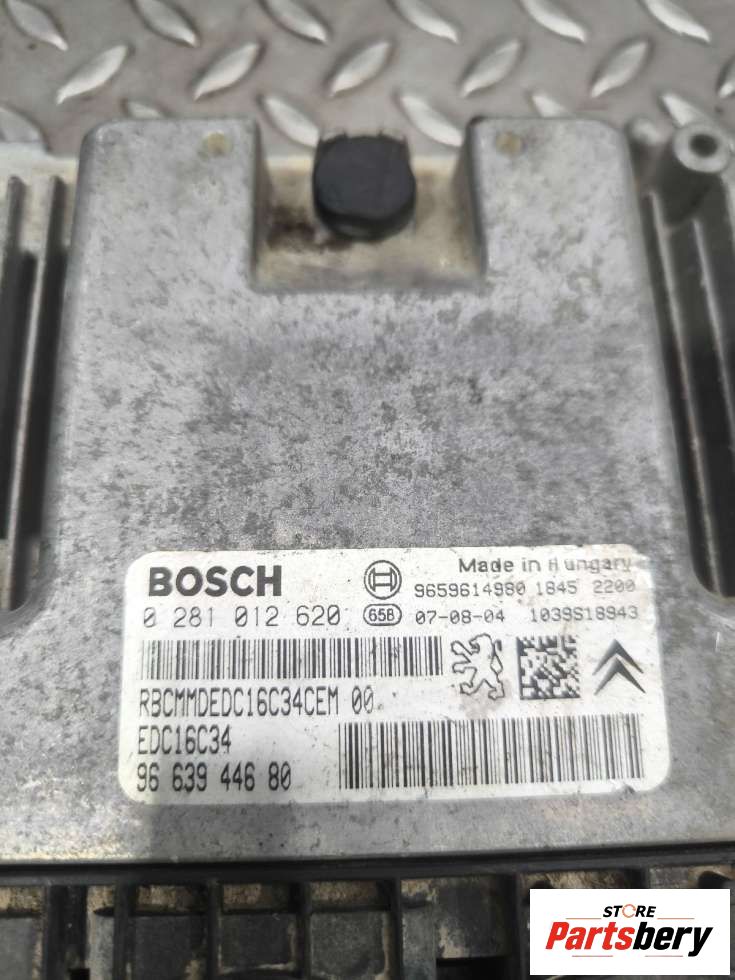 Made in Hungary
BOSCH
9659614980 1845 2200
0 281 012 620 65B 07-08-04 1039S18943
RBCMMDEDC16C34CEM 00
EDC16C34
96 639 446 80
STORE
Partsbery